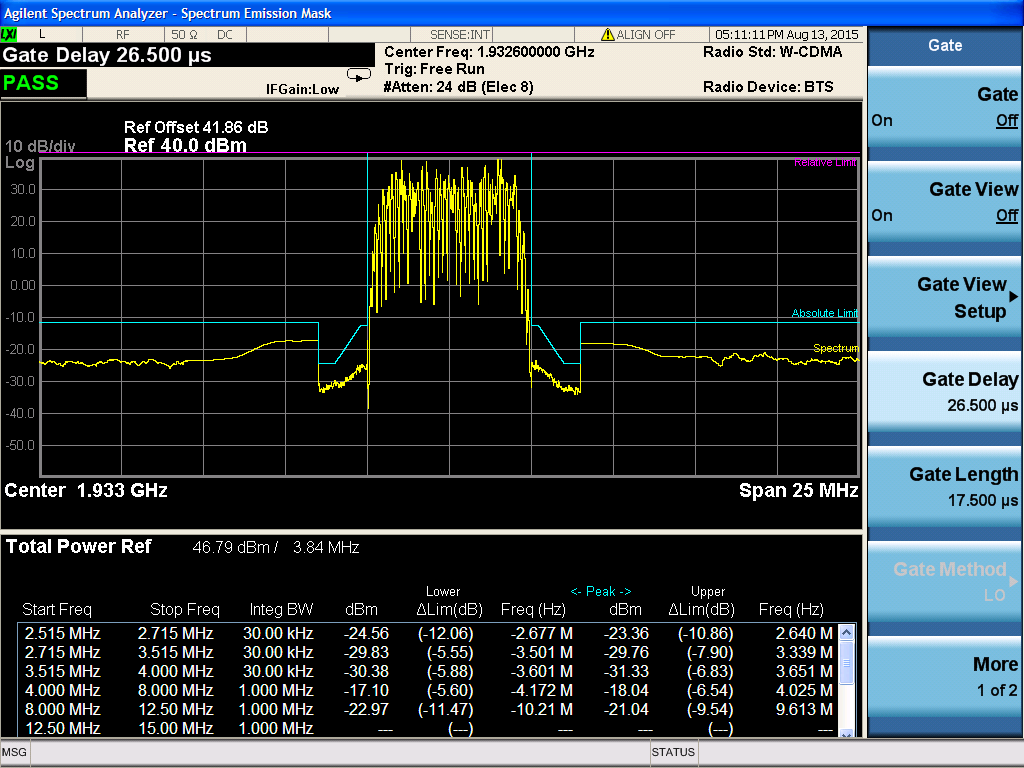 Agilent Spectrum Analyzer - Spectrum Emission Mask
LXI L RF 50 Ω DC SENSE:INT ALIGN OFF 05:11:11PM Aug 13, 2015
Gate Delay 26.500 µs
PASS
IFGain:Low
Center Freq: 1.932600000 GHz
Trig: Free Run
#Atten: 24 dB (Elec 8)
Radio Std: W-CDMA
Radio Device: BTS
Ref Offset 41.86 dB
10 dB/div Ref 40.0 dBm
Log
Relative Limit
30.0
20.0
10.0
0.00
-10.0
Absolute Limit
-20.0
Spectrum
-30.0
-40.0
-50.0
Center 1.933 GHz Span 25 MHz
Total Power Ref 46.79 dBm / 3.84 MHz
Lower <- Peak -> Upper
Start Freq Stop Freq Integ BW dBm ΔLim(dB) Freq (Hz) dBm ΔLim(dB) Freq (Hz)
2.515 MHz 2.715 MHz 30.00 kHz -24.56 (-12.06) -2.677 M -23.36 (-10.86) 2.640 M
2.715 MHz 3.515 MHz 30.00 kHz -29.83 (-5.55) -3.501 M -29.76 (-7.90) 3.339 M
3.515 MHz 4.000 MHz 30.00 kHz -30.38 (-5.88) -3.601 M -31.33 (-6.83) 3.651 M
4.000 MHz 8.000 MHz 1.000 MHz -17.10 (-5.60) -4.172 M -18.04 (-6.54) 4.025 M
8.000 MHz 12.50 MHz 1.000 MHz -22.97 (-11.47) -10.21 M -21.04 (-9.54) 9.613 M
12.50 MHz 15.00 MHz 1.000 MHz --- (---) --- --- (---) ---
MSG STATUS
Gate
Gate
On Off
Gate View
On Off
Gate View
Setup
Gate Delay
26.500 µs
Gate Length
17.500 µs
Gate Method
LO
More
1 of 2